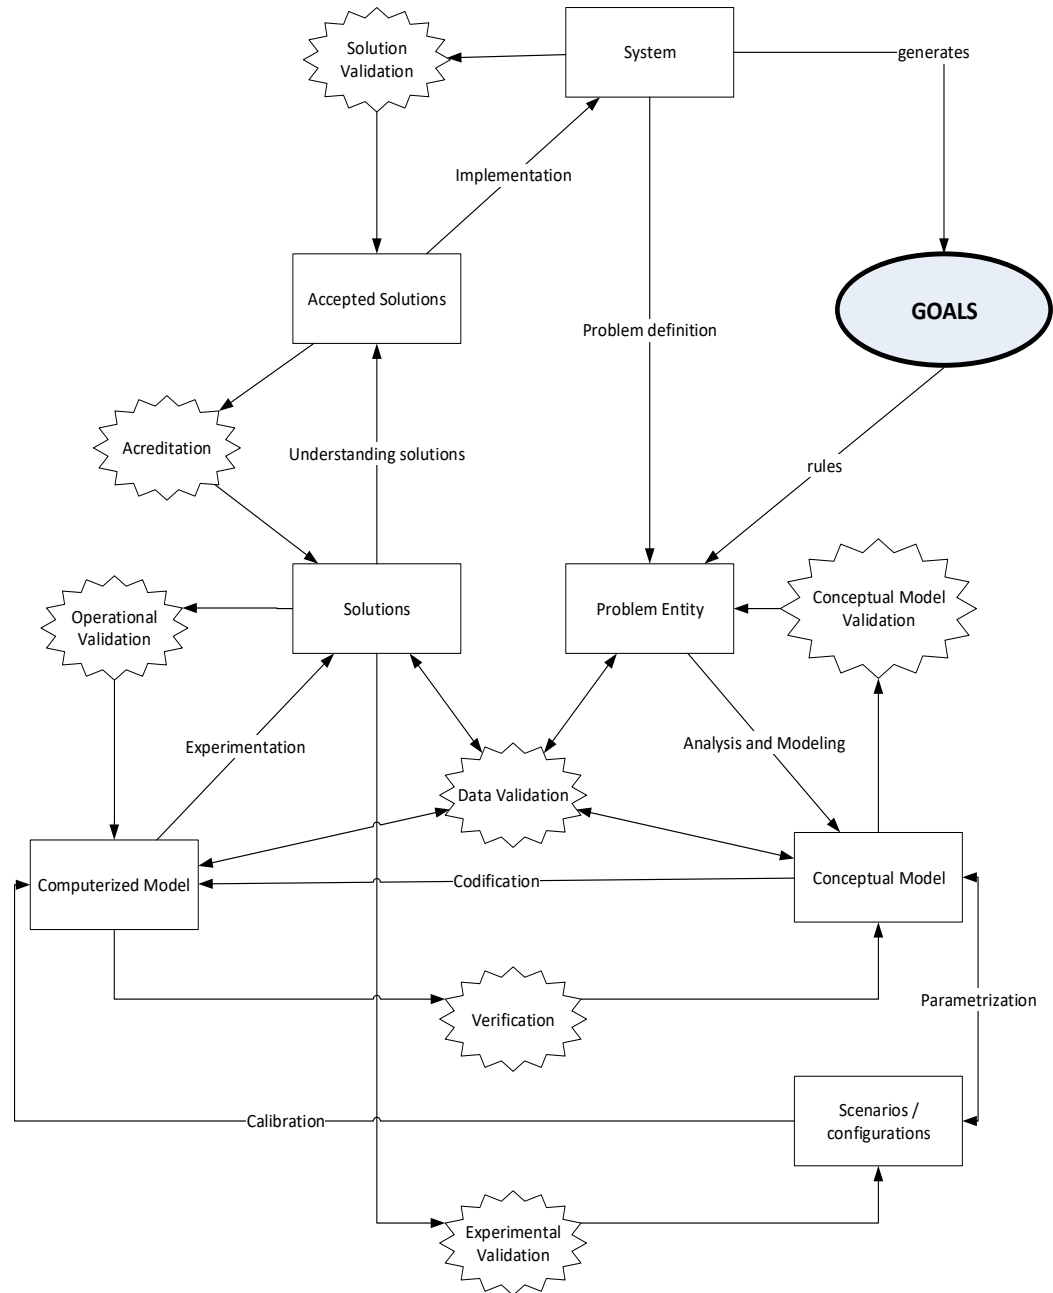 Solution
Validation
System
generates
Implementation
Accepted Solutions
GOALS
Problem definition
Acreditation
Understanding solutions
rules
Operational
Validation
Solutions
Problem Entity
Conceptual Model
Validation
Experimentation
Analysis and Modeling
Data Validation
Computerized Model
Codification
Conceptual Model
Verification
Parametrization
Calibration
Scenarios /
configurations
Experimental
Validation